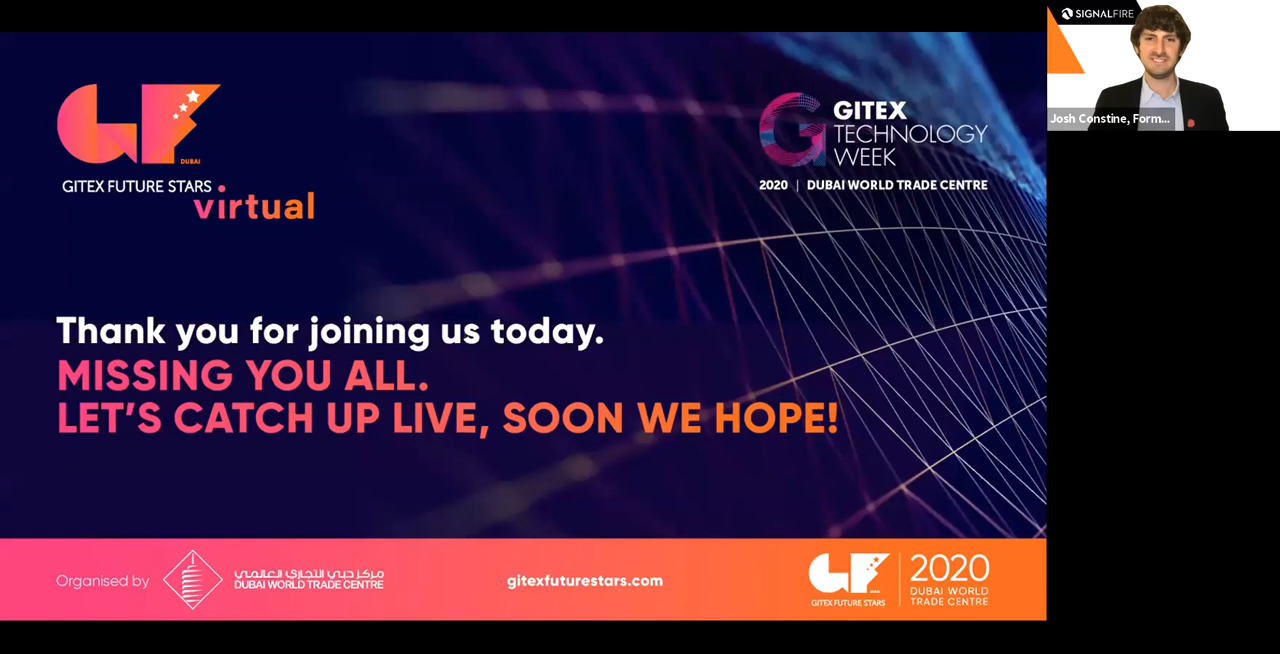 GITEX FUTURE STARS
virtual
DUBAI
GITEX
TECHNOLOGY
WEEK
2020 | DUBAI WORLD TRADE CENTRE
SIGNALFIRE
Josh Constine, Form...
Thank you for joining us today.
MISSING YOU ALL.
LET'S CATCH UP LIVE, SOON WE HOPE!
Organised by
مركز دبي التجاري العالمي
DUBAI WORLD TRADE CENTRE
gitexfuturestars.com
GITEX FUTURE STARS
2020
DUBAI WORLD
TRADE CENTRE